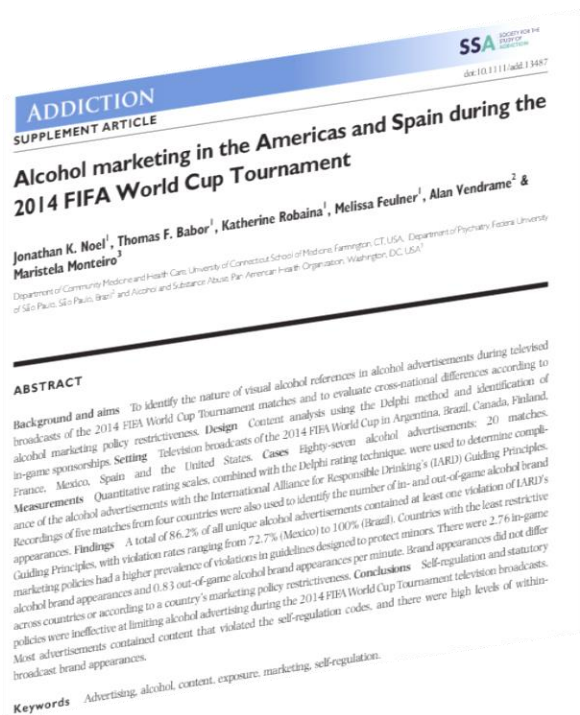 SSA SOCIETY FOR THE
STUDY OF
ADDICTION
doi:10.1111/add.13487
ADDICTION
SUPPLEMENT ARTICLE
Alcohol marketing in the Americas and Spain during the
2014 FIFA World Cup Tournament
Jonathan K. Noel¹, Thomas F. Babor¹, Katherine Robaina¹, Melissa Feulner¹, Alan Vendrame² &
Maristela Monteiro³
Department of Community Medicine and Health Care, University of Connecticut School of Medicine, Farmington, CT, USA, Department of Psychiatry, Federal University
of São Paulo, São Paulo, Brazil² and Alcohol and Substance Abuse, Pan American Health Organization, Washington, DC, USA³
ABSTRACT
Background and aims To identify the nature of visual alcohol references in alcohol advertisements during televised
broadcasts of the 2014 FIFA World Cup Tournament matches and to evaluate cross-national differences according to
alcohol marketing policy restrictiveness. Design Content analysis using the Delphi method and identification of
in-game sponsorships. Setting Television broadcasts of the 2014 FIFA World Cup in Argentina, Brazil, Canada, Finland,
France, Mexico, Spain and the United States. Cases Eighty-seven alcohol advertisements; 20 matches.
Measurements Quantitative rating scales, combined with the Delphi rating technique, were used to determine compli-
ance of the alcohol advertisements with the International Alliance for Responsible Drinking's (IARD) Guiding Principles.
Recordings of five matches from four countries were also used to identify the number of in- and out-of-game alcohol brand
appearances. Findings A total of 86.2% of all unique alcohol advertisements contained at least one violation of IARD's
Guiding Principles, with violation rates ranging from 72.7% (Mexico) to 100% (Brazil). Countries with the least restrictive
marketing policies had a higher prevalence of violations in guidelines designed to protect minors. There were 2.76 in-game
alcohol brand appearances and 0.83 out-of-game alcohol brand appearances per minute. Brand appearances did not differ
across countries or according to a country's marketing policy restrictiveness. Conclusions Self-regulation and statutory
policies were ineffective at limiting alcohol advertising during the 2014 FIFA World Cup Tournament television broadcasts.
Most advertisements contained content that violated the self-regulation codes, and there were high levels of within-
broadcast brand appearances.
Keywords Advertising, alcohol, content, exposure, marketing, self-regulation.